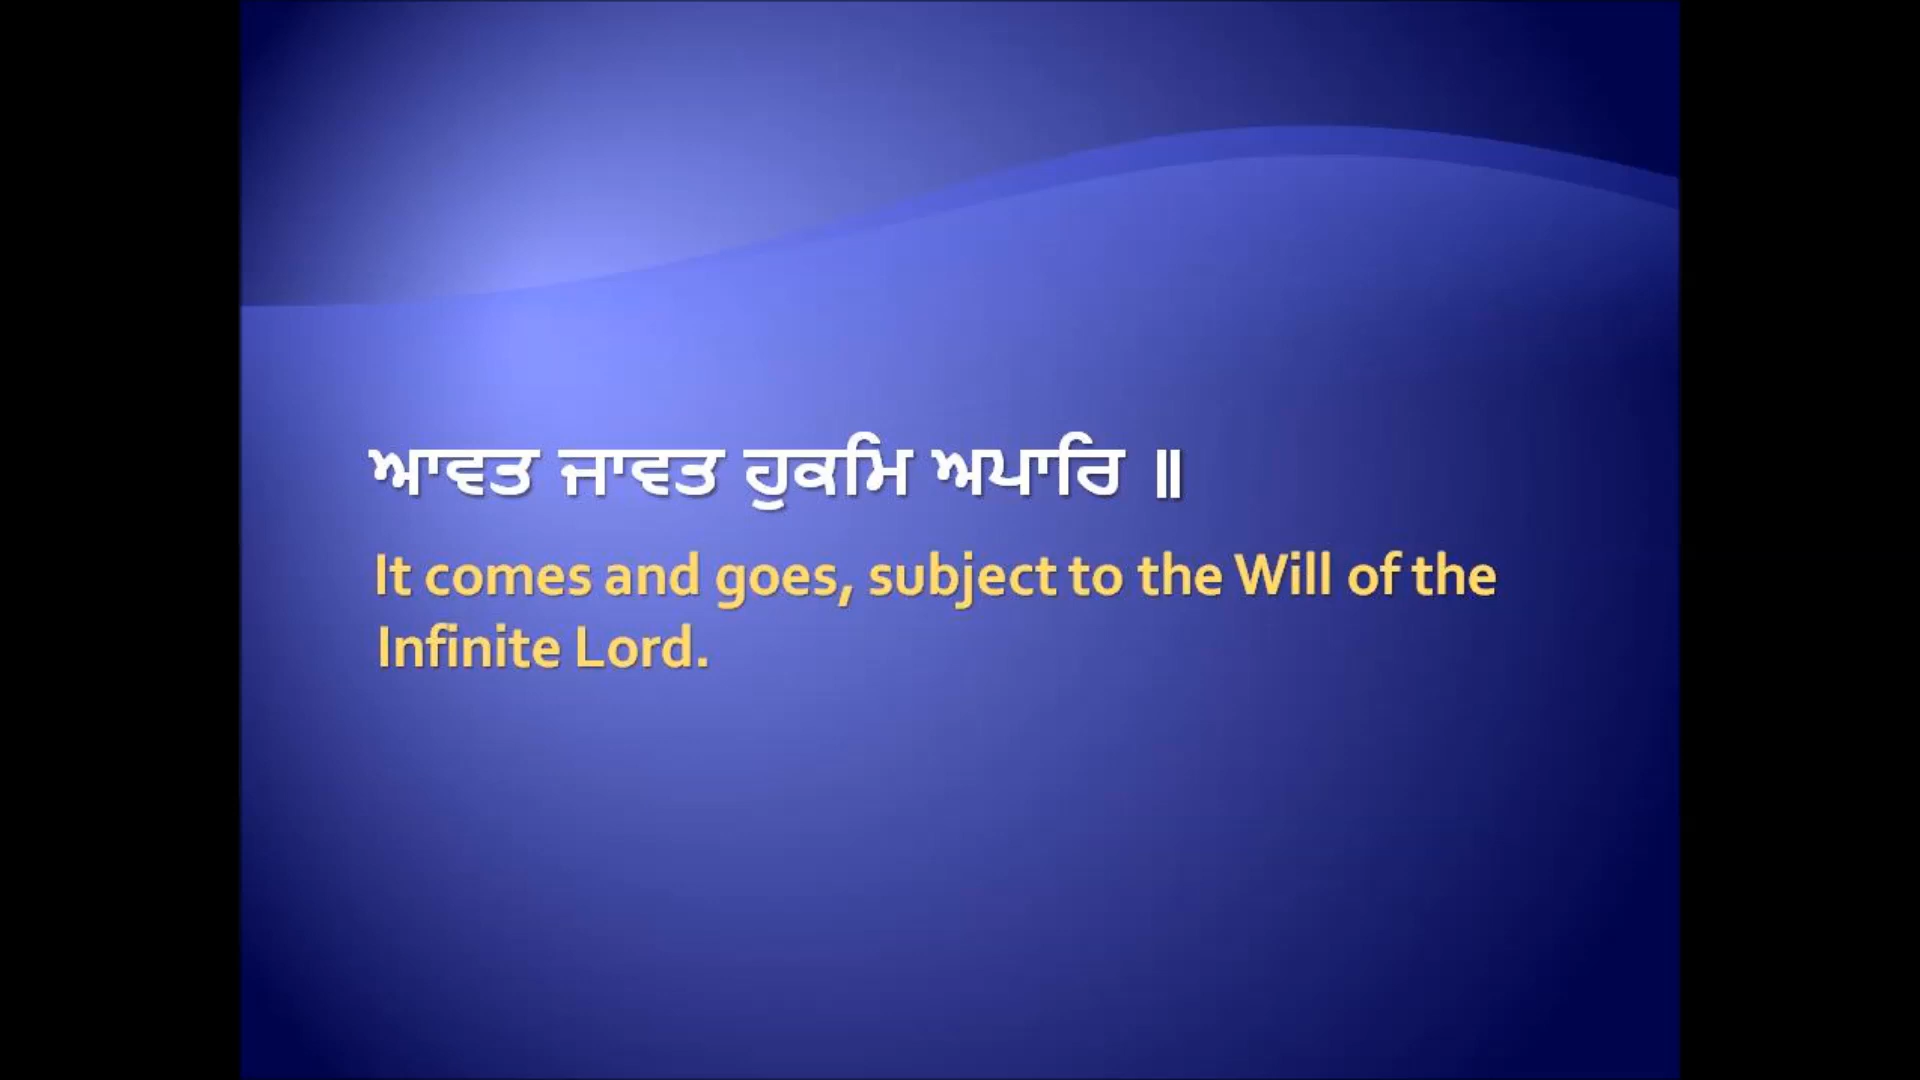 ਆਵਤ ਜਾਵਤ ਹੁਕਮਿ ਅਪਾਰਿ ॥
It comes and goes, subject to the Will of the
Infinite Lord.